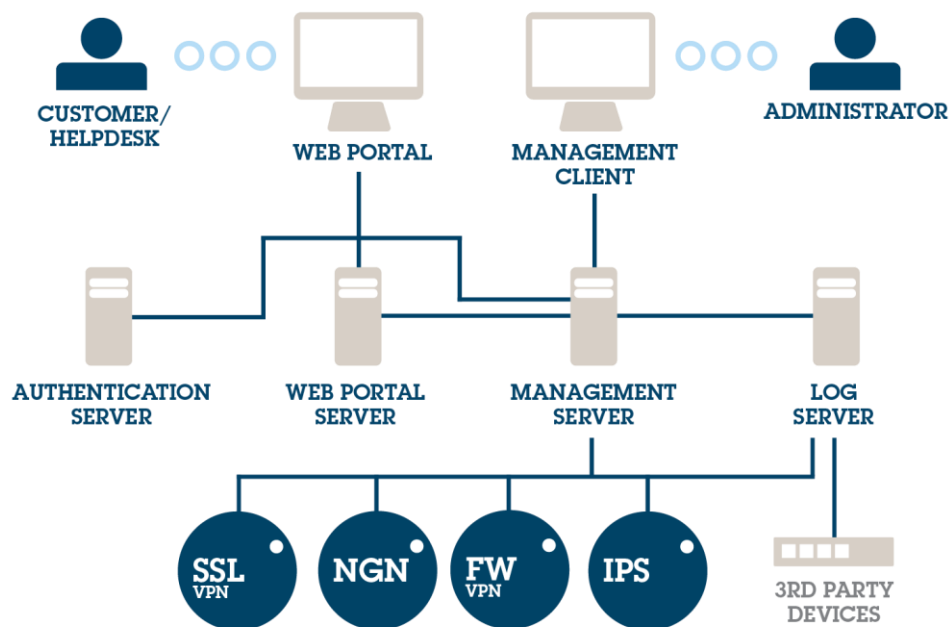 CUSTOMER/
HELPDESK
WEB PORTAL
MANAGEMENT
CLIENT
ADMINISTRATOR
AUTHENTICATION
SERVER
WEB PORTAL
SERVER
MANAGEMENT
SERVER
LOG
SERVER
SSL
VPN
NGN
FW
VPN
IPS
3RD PARTY
DEVICES